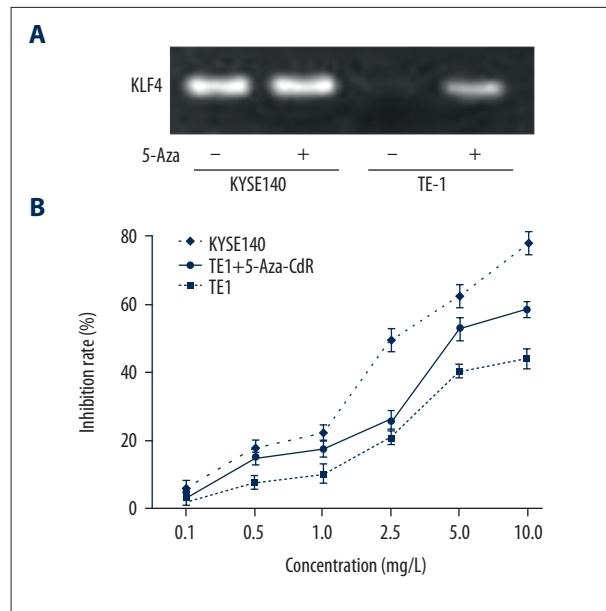 A
KLF4
5-Aza − + − +
KYSE140 TE-1
B
KYSE140
TE1+5-Aza-CdR
TE1
80
60
40
20
0
Inhibition rate (%)
0.1 0.5 1.0 2.5 5.0 10.0
Concentration (mg/L)